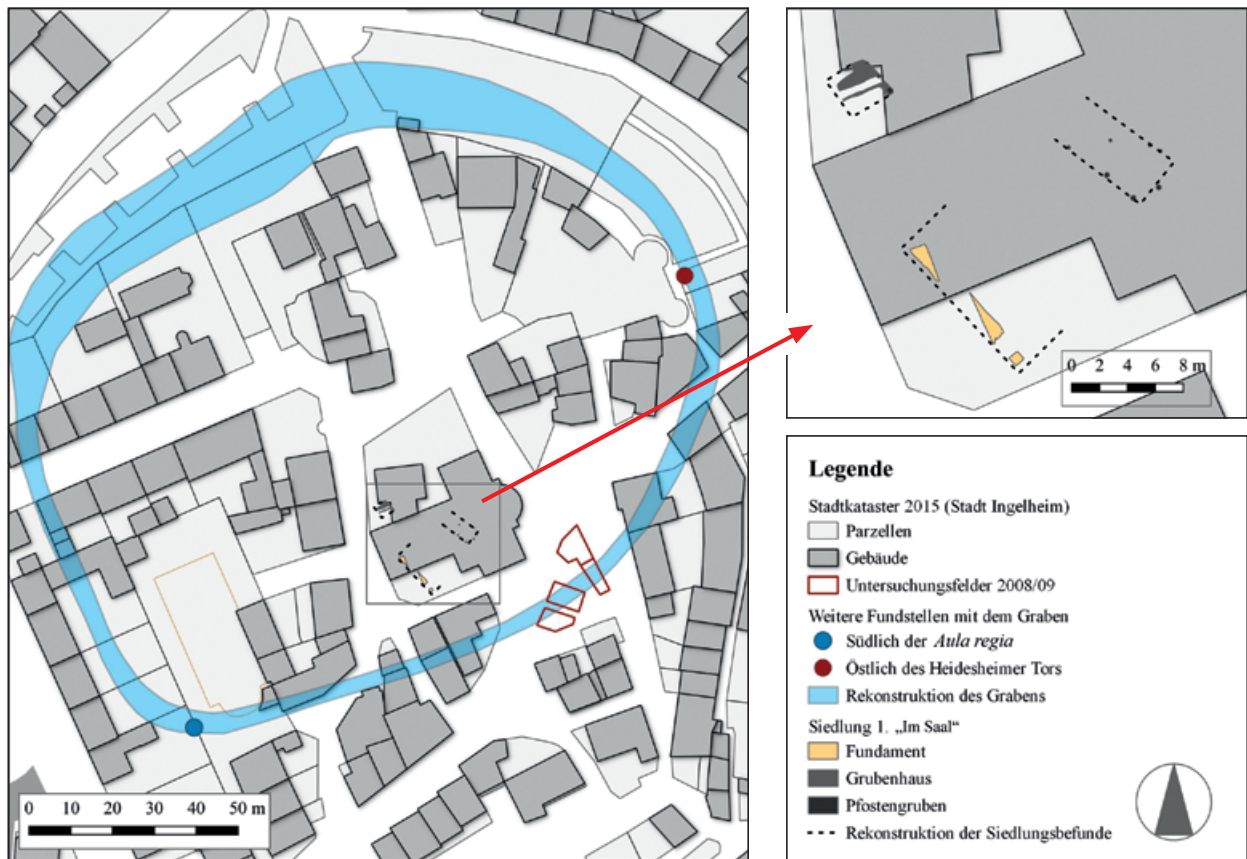 0 10 20 30 40 50 m
0 2 4 6 8 m
Legende
Stadtkataster 2015 (Stadt Ingelheim)
Parzellen
Gebäude
Untersuchungsfelder 2008/09
Weitere Fundstellen mit dem Graben
Südlich der Aula regia
Östlich des Heidesheimer Tors
Rekonstruktion des Grabens
Siedlung 1. „Im Saal“
Fundament
Grubenhaus
Pfostengruben
Rekonstruktion der Siedlungsbefunde